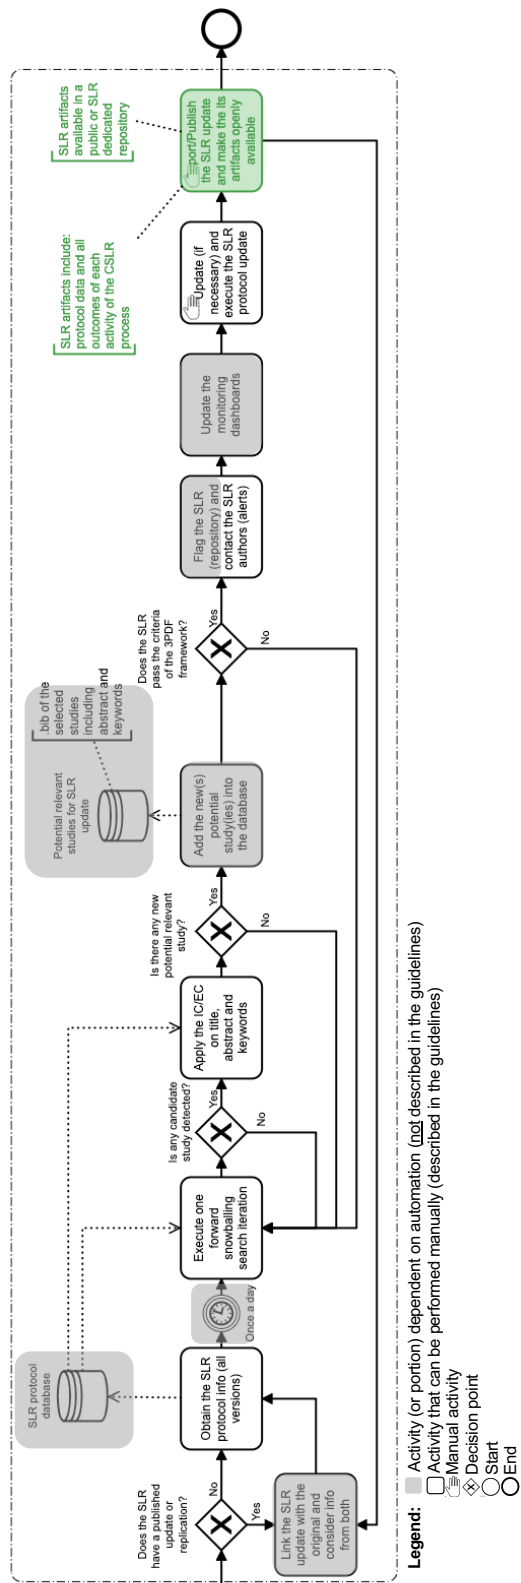 Does the SLR
have a published
update or
replication?
No
Yes
Link the SLR
update with the
original and
consider info
from both
Obtain the SLR
protocol info (all
versions)
SLR protocol
database
Once a day
Execute one
forward
snowballing
search iteration
Is any candidate
study detected?
X
Yes
No
Apply the IC/EC
on title,
abstract and
keywords
Is there any new
potential relevant
study?
X
Yes
No
Add the new(s)
potential
study(ies) into
the database
Potential relevant
studies for SLR
update
.bib of the
selected
studies
including
abstract and
keywords
Does the SLR
pass the criteria
of the 3PDF
framework?
X
Yes
No
Flag the SLR
(repository) and
contact the SLR
authors (alerts)
Update the
monitoring
dashboards
Update (if
necessary) and
execute the SLR
protocol update
port/Publish
the SLR update
and make the its
artifacts openly
available
SLR artifacts include:
protocol data and all
outcomes of each
activity of the CSLR
process
SLR artifacts
available in a
public or SLR
dedicated
repository
Legend:
Activity (or portion) dependent on automation (not described in the guidelines)
Activity that can be performed manually (described in the guidelines)
Manual activity
Decision point
Start
End